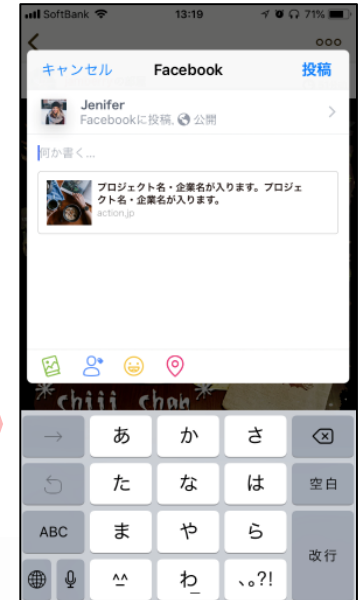 SoftBank 13:19 71%
キャンセル Facebook 投稿
Jenifer
Facebookに投稿, 公開
何か書く...
プロジェクト名・企業名が入ります。プロジェ
クト名・企業名が入ります。
action.jp
chiii chan
→ あ か さ
た な は 空白
ABC ま や ら
改行
^^ わ 、。?!